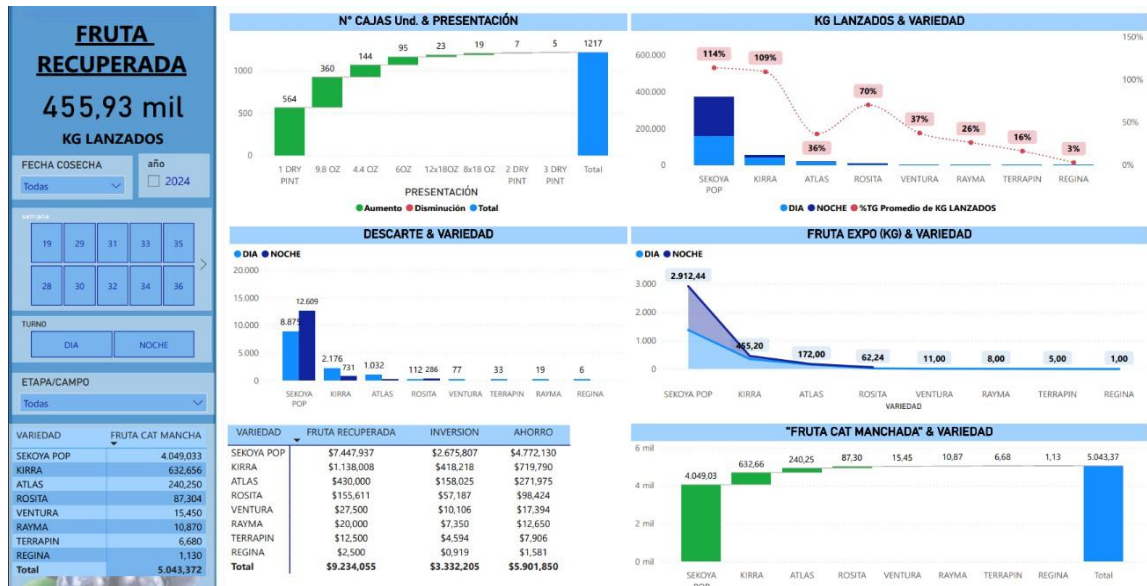 FRUTA
RECUPERADA
455,93 mil
KG LANZADOS
FECHA COSECHA
Todas
año
2024
semana
19 29 31 33 35
28 30 32 34 36
TURNO
DIA NOCHE
ETAPA/CAMPO
Todas
VARIEDAD FRUTA CAT MANCHA
SEKOYA POP 4.049,033
KIRRA 632,656
ATLAS 240,250
ROSITA 87,304
VENTURA 15,450
RAYMA 10,870
TERRAPIN 6,680
REGINA 1,130
Total 5.043,372
N° CAJAS Und. & PRESENTACIÓN
1000
500
0
564 360 144 95 23 19 7 5 1217
1 DRY PINT 9.8 OZ 4.4 OZ 6OZ 12x18OZ 8x18 OZ 2 DRY PINT 3 DRY PINT Total
PRESENTACIÓN
Aumento Disminución Total
KG LANZADOS & VARIEDAD
600.000
400.000
200.000
0
150%
100%
50%
0%
114% 109% 36% 70% 37% 26% 16% 3%
SEKOYA POP KIRRA ATLAS ROSITA VENTURA RAYMA TERRAPIN REGINA
DIA NOCHE %TG Promedio de KG LANZADOS
DESCARTE & VARIEDAD
DIA NOCHE
20.000
15.000
10.000
5.000
0
8.875 12.609 2.176 731 1.032 112 286 77 33 19 6
SEKOYA POP KIRRA ATLAS ROSITA VENTURA TERRAPIN RAYMA REGINA
FRUTA EXPO (KG) & VARIEDAD
DIA NOCHE
3.000
2.000
1.000
0
2.912,44 455,20 172,00 62,24 11,00 8,00 5,00 1,00
SEKOYA POP KIRRA ATLAS ROSITA VENTURA RAYMA TERRAPIN REGINA
VARIEDAD
VARIEDAD FRUTA RECUPERADA INVERSION AHORRO
SEKOYA POP $7.447,937 $2.675,807 $4.772,130
KIRRA $1.138,008 $418,218 $719,790
ATLAS $430,000 $158,025 $271,975
ROSITA $155,611 $57,187 $98,424
VENTURA $27,500 $10,106 $17,394
RAYMA $20,000 $7,350 $12,650
TERRAPIN $12,500 $4,594 $7,906
REGINA $2,500 $0,919 $1,581
Total $9.234,055 $3.332,205 $5.901,850
"FRUTA CAT MANCHADA" & VARIEDAD
6 mil
4 mil
2 mil
0 mil
4.049,03 632,66 240,25 87,30 15,45 10,87 6,68 1,13 5.043,37
SEKOYA POP KIRRA ATLAS ROSITA VENTURA RAYMA TERRAPIN REGINA Total